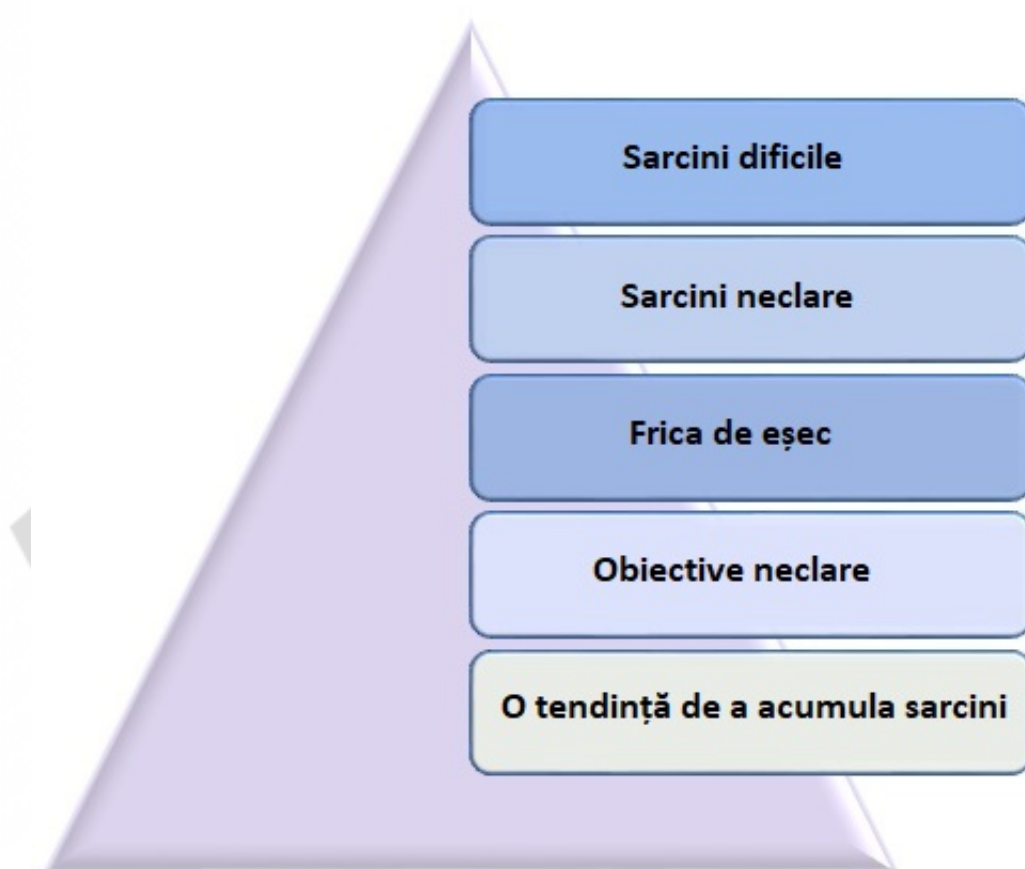 Sarcini dificile
Sarcini neclare
Frica de eșec
Obiective neclare
O tendință de a acumula sarcini